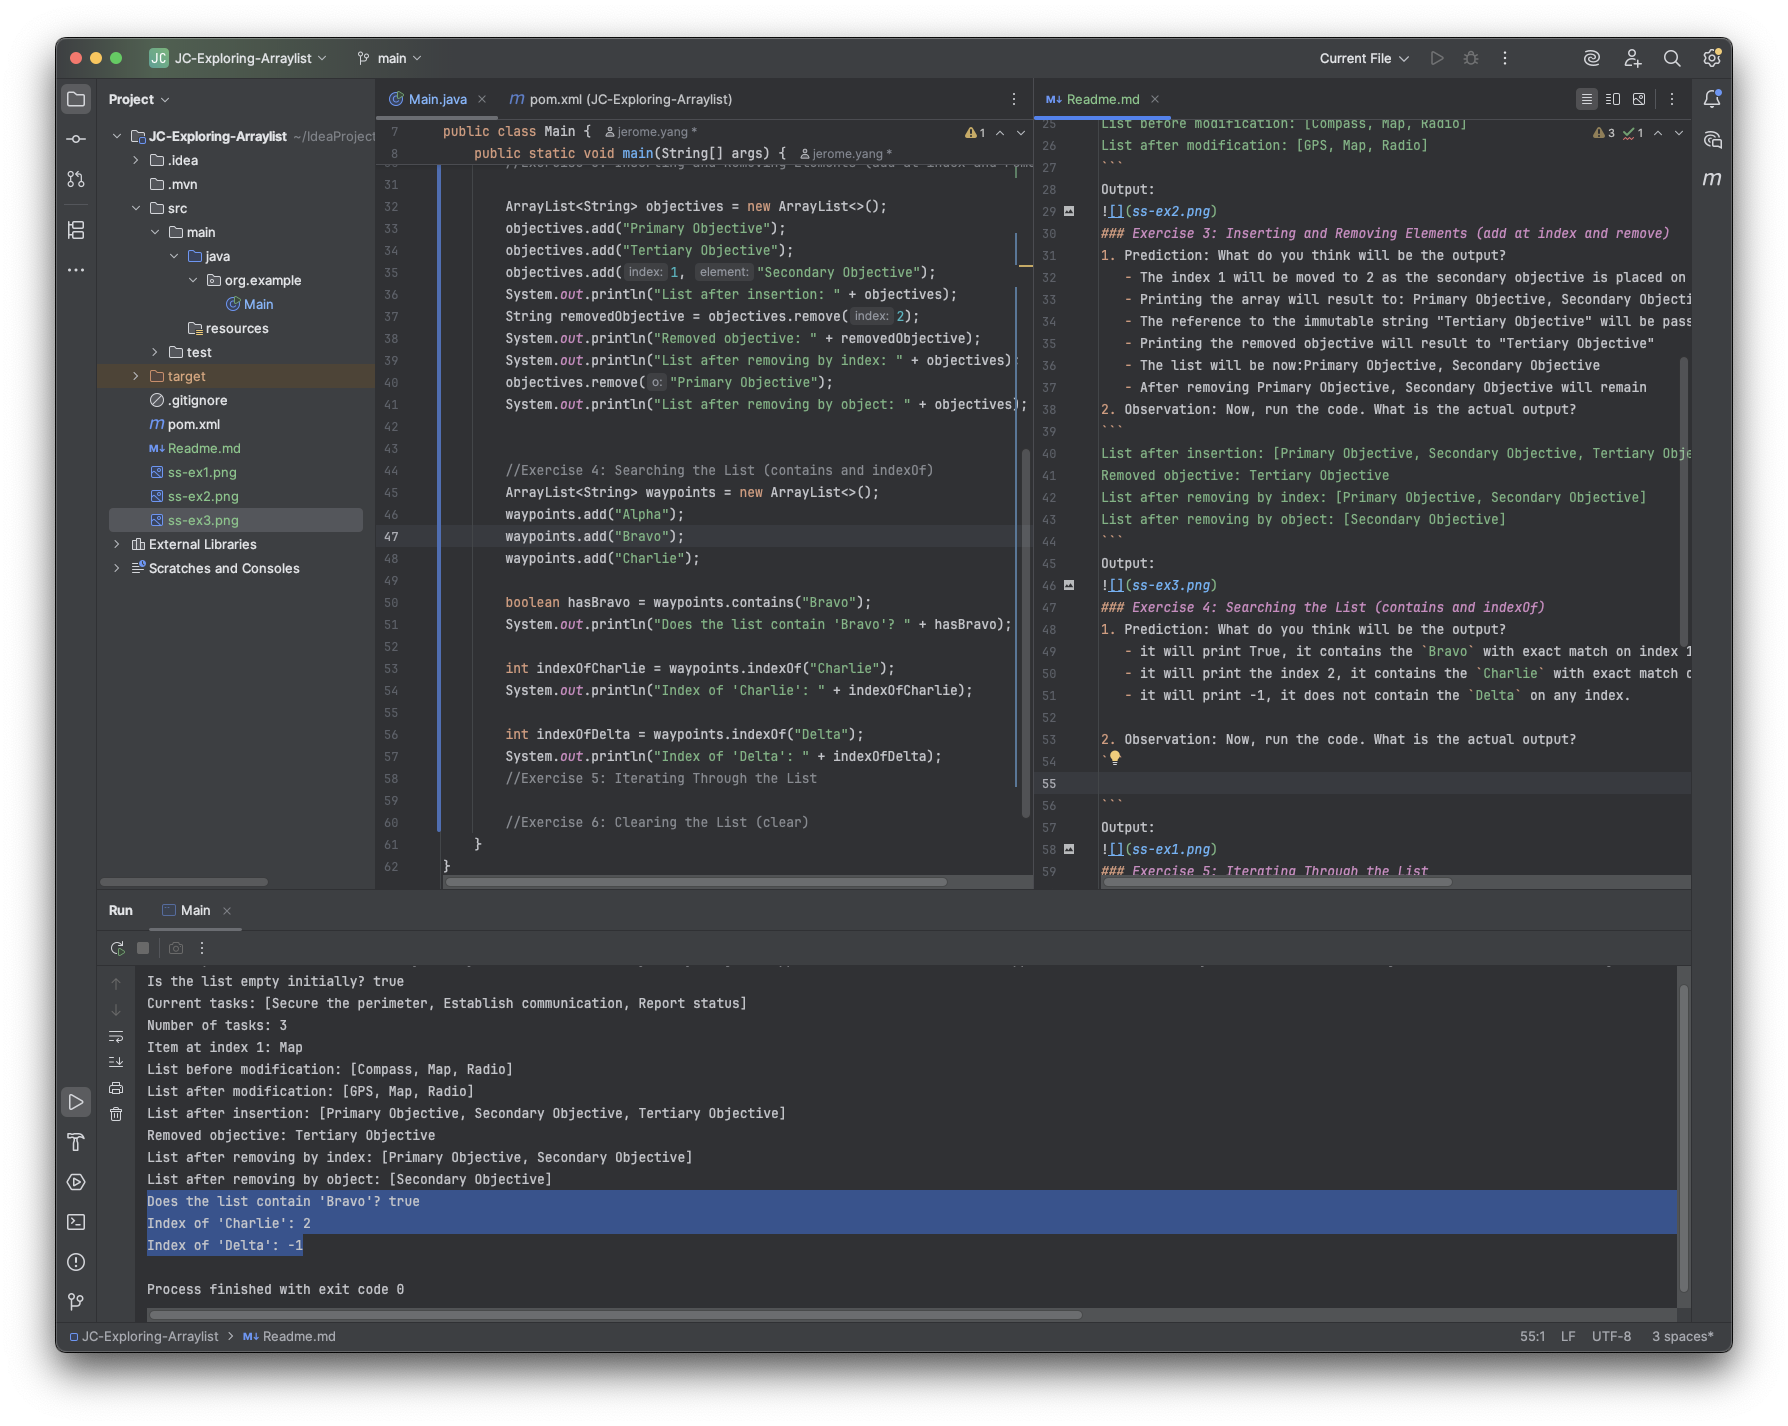 JC JC-Exploring-Arraylist main Current File
Project
JC-Exploring-Arraylist ~/IdeaProject
.idea
.mvn
src
main
java
org.example
Main
resources
test
target
.gitignore
pom.xml
Readme.md
ss-ex1.png
ss-ex2.png
ss-ex3.png
External Libraries
Scratches and Consoles
Main.java pom.xml (JC-Exploring-Arraylist)
7 public class Main { jerome.yang * 1
8 public static void main(String[] args) { jerome.yang *
31
32 ArrayList<String> objectives = new ArrayList<>();
33 objectives.add("Primary Objective");
34 objectives.add("Tertiary Objective");
35 objectives.add( index: 1, element: "Secondary Objective");
36 System.out.println("List after insertion: " + objectives);
37 String removedObjective = objectives.remove( index: 2);
38 System.out.println("Removed objective: " + removedObjective);
39 System.out.println("List after removing by index: " + objectives);
40 objectives.remove( o: "Primary Objective");
41 System.out.println("List after removing by object: " + objectives);
42
43
44 //Exercise 4: Searching the List (contains and indexOf)
45 ArrayList<String> waypoints = new ArrayList<>();
46 waypoints.add("Alpha");
47 waypoints.add("Bravo");
48 waypoints.add("Charlie");
49
50 boolean hasBravo = waypoints.contains("Bravo");
51 System.out.println("Does the list contain 'Bravo'? " + hasBravo);
52
53 int indexOfCharlie = waypoints.indexOf("Charlie");
54 System.out.println("Index of 'Charlie': " + indexOfCharlie);
55
56 int indexOfDelta = waypoints.indexOf("Delta");
57 System.out.println("Index of 'Delta': " + indexOfDelta);
58 //Exercise 5: Iterating Through the List
59
60 //Exercise 6: Clearing the List (clear)
61 }
62 }
Readme.md
25 List before modification: [Compass, Map, Radio] 3 1
26 List after modification: [GPS, Map, Radio]
27 ```
28 Output:
29 ![](ss-ex2.png)
30 ### Exercise 3: Inserting and Removing Elements (add at index and remove)
31 1. Prediction: What do you think will be the output?
32 - The index 1 will be moved to 2 as the secondary objective is placed on
33 - Printing the array will result to: Primary Objective, Secondary Objecti
34 - The reference to the immutable string "Tertiary Objective" will be pass
35 - Printing the removed objective will result to "Tertiary Objective"
36 - The list will be now:Primary Objective, Secondary Objective
37 - After removing Primary Objective, Secondary Objective will remain
38 2. Observation: Now, run the code. What is the actual output?
39 ```
40 List after insertion: [Primary Objective, Secondary Objective, Tertiary Obje
41 Removed objective: Tertiary Objective
42 List after removing by index: [Primary Objective, Secondary Objective]
43 List after removing by object: [Secondary Objective]
44 ```
45 Output:
46 ![](ss-ex3.png)
47 ### Exercise 4: Searching the List (contains and indexOf)
48 1. Prediction: What do you think will be the output?
49 - it will print True, it contains the `Bravo` with exact match on index 1
50 - it will print the index 2, it contains the `Charlie` with exact match o
51 - it will print -1, it does not contain the `Delta` on any index.
52
53 2. Observation: Now, run the code. What is the actual output?
54 `
55
56 ```
57 Output:
58 ![](ss-ex1.png)
59 ### Exercise 5: Iterating Through the List
Run Main
Is the list empty initially? true
Current tasks: [Secure the perimeter, Establish communication, Report status]
Number of tasks: 3
Item at index 1: Map
List before modification: [Compass, Map, Radio]
List after modification: [GPS, Map, Radio]
List after insertion: [Primary Objective, Secondary Objective, Tertiary Objective]
Removed objective: Tertiary Objective
List after removing by index: [Primary Objective, Secondary Objective]
List after removing by object: [Secondary Objective]
Does the list contain 'Bravo'? true
Index of 'Charlie': 2
Index of 'Delta': -1
Process finished with exit code 0
JC-Exploring-Arraylist > Readme.md 55:1 LF UTF-8 3 spaces*